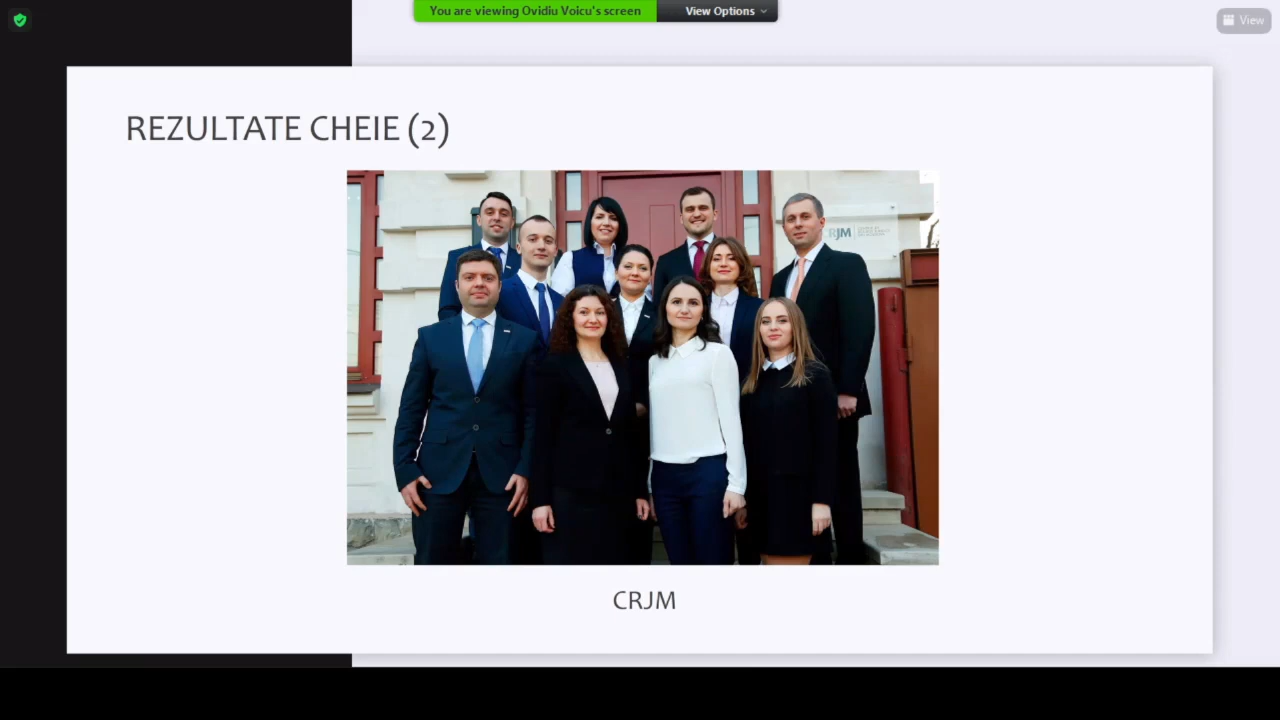 You are viewing Ovidiu Voicu's screen
View Options
View
REZULTATE CHEIE (2)
CRJM
CRJM